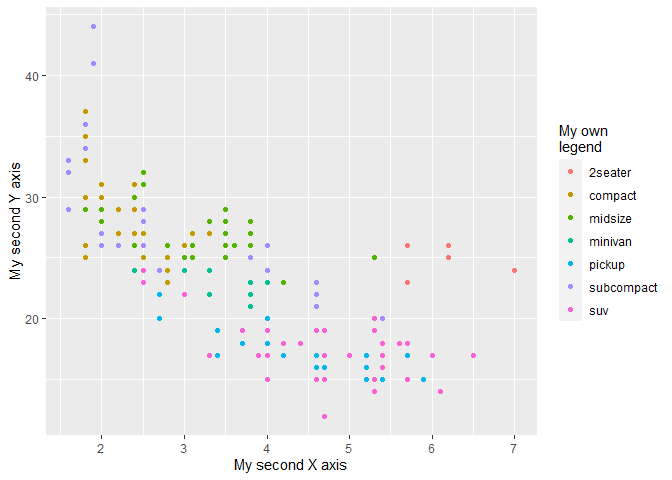 My second Y axis
40
30
20
2
3
4
5
6
7
My second X axis
My own
legend
2seater
compact
midsize
minivan
pickup
subcompact
suv